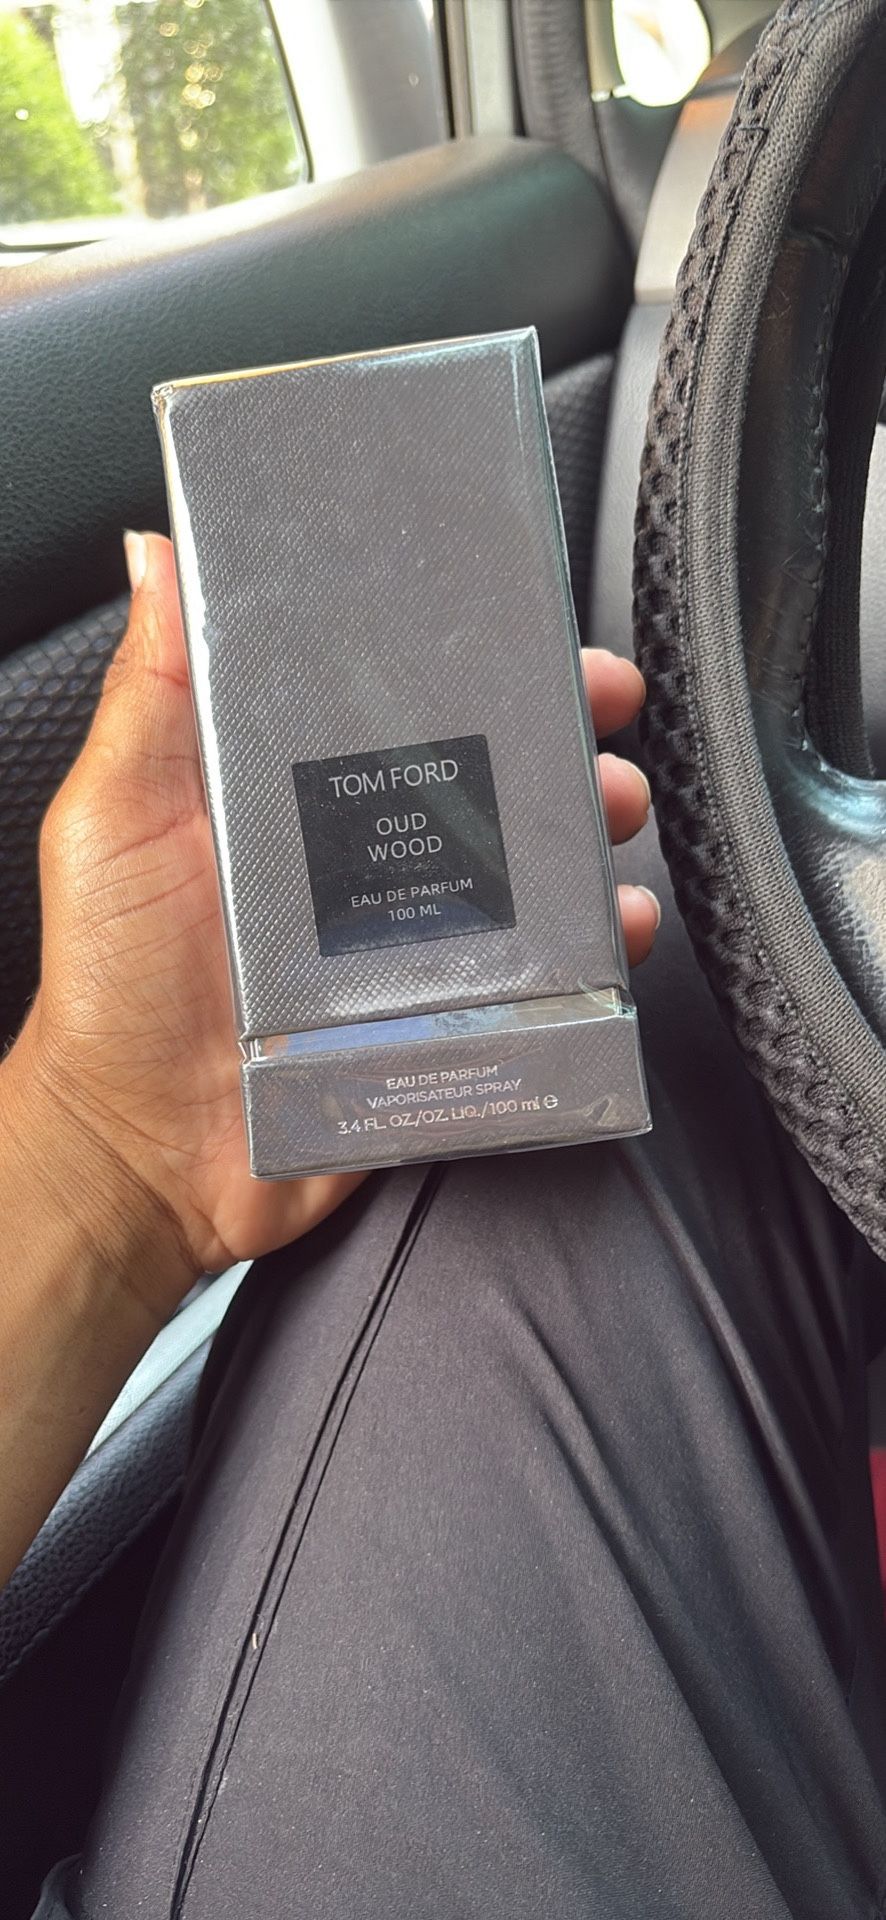 TOM FORD
OUD
WOOD
EAU DE PARFUM
100 ML
EAU DE PARFUM
VAPORISATEUR SPRAY
3.4 FL. OZ./OZ. LIQ./100 ml ℮